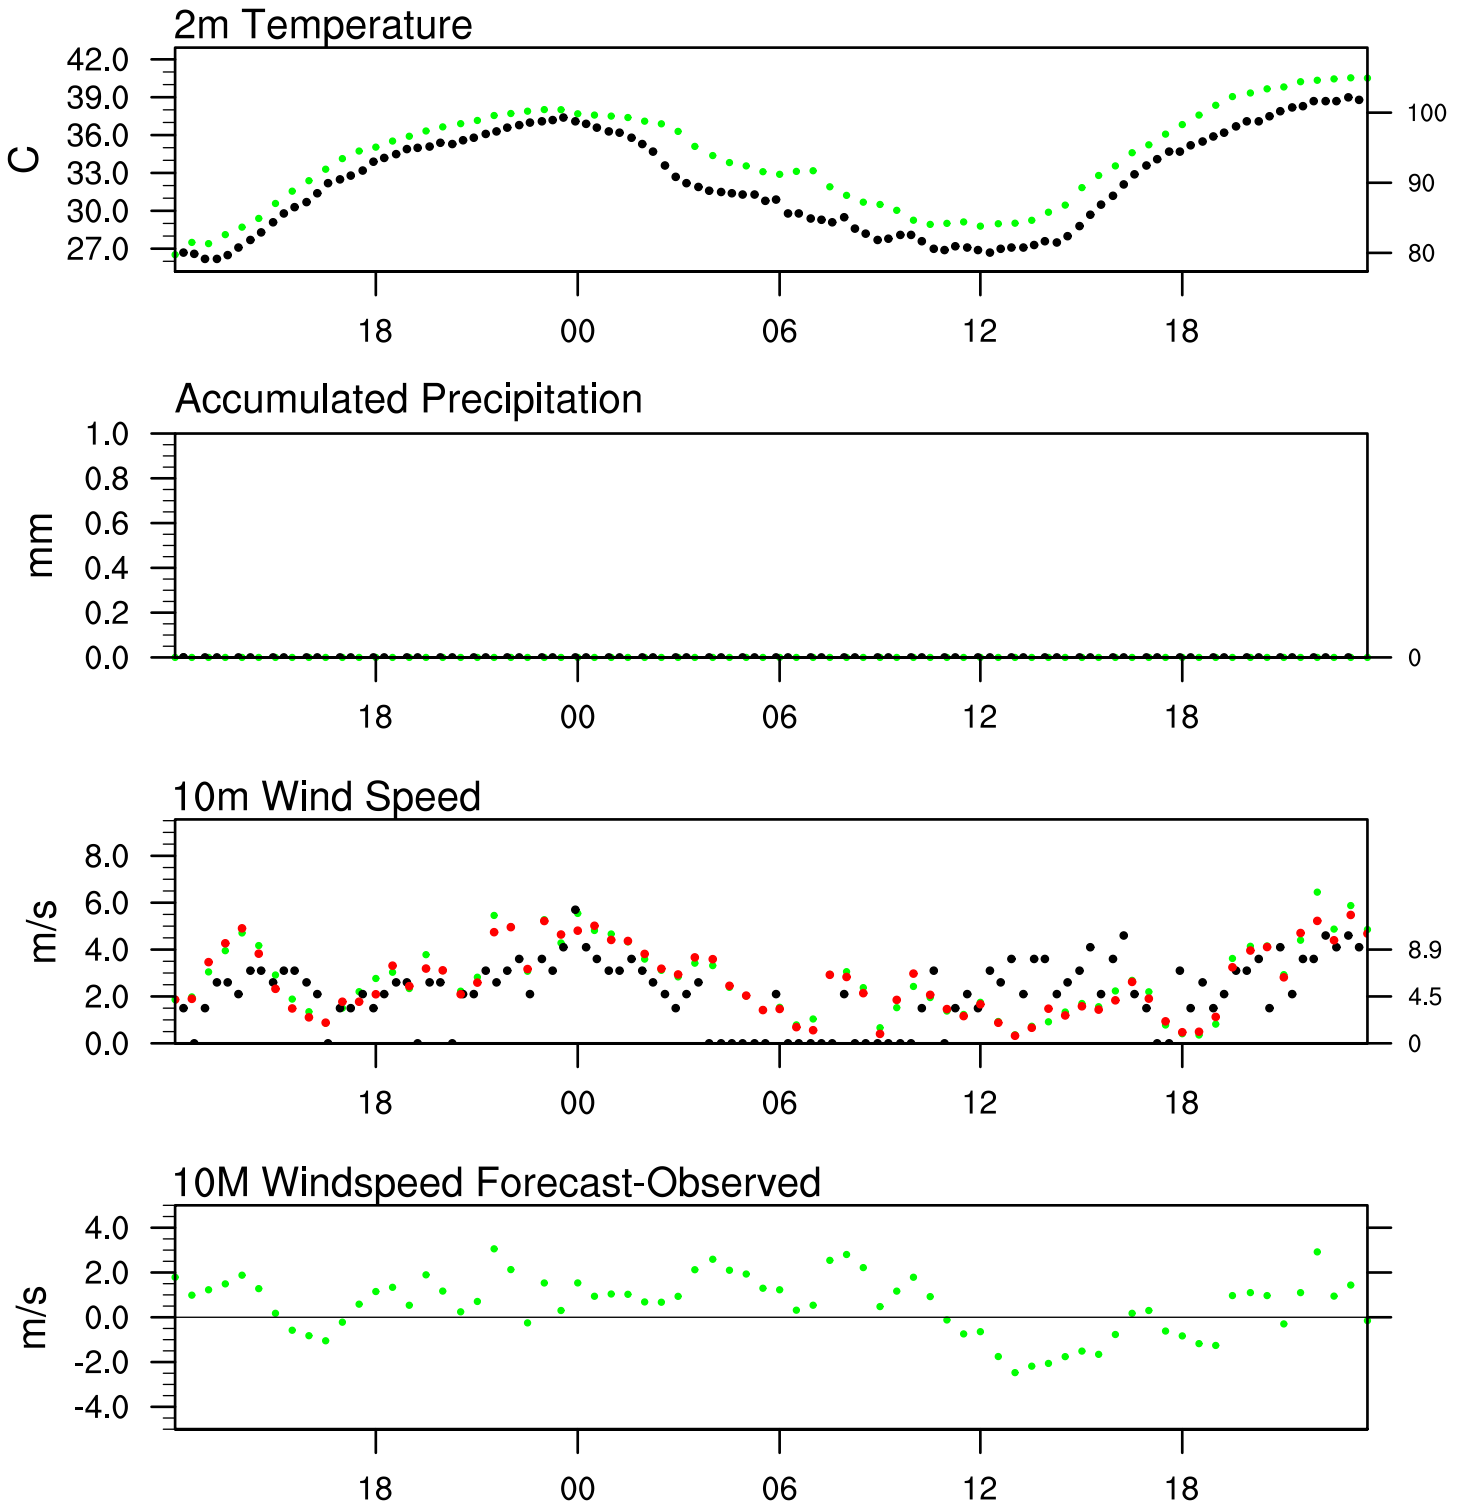 2m Temperature
42.0
39.0
36.0
33.0
30.0
27.0
C
100
90
80
18 00 06 12 18
Accumulated Precipitation
1.0
0.8
0.6
0.4
0.2
0.0
mm
0
18 00 06 12 18
10m Wind Speed
8.0
6.0
4.0
2.0
0.0
m/s
8.9
4.5
0
18 00 06 12 18
10M Windspeed Forecast-Observed
4.0
2.0
0.0
-2.0
-4.0
m/s
18 00 06 12 18